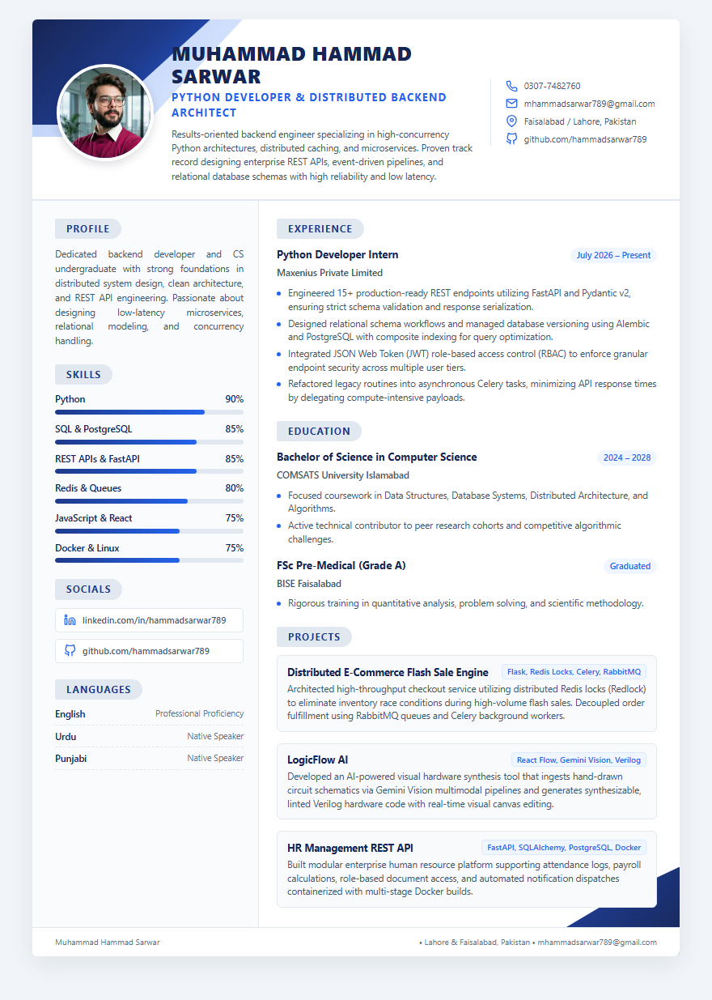 MUHAMMAD HAMMAD
SARWAR
PYTHON DEVELOPER & DISTRIBUTED BACKEND
ARCHITECT
Results-oriented backend engineer specializing in high-concurrency
Python architectures, distributed caching, and microservices. Proven track
record designing enterprise REST APIs, event-driven pipelines, and
relational database schemas with high reliability and low latency.
0307-7482760
mhammadsarwar789@gmail.com
Faisalabad / Lahore, Pakistan
github.com/hammadsarwar789
PROFILE
Dedicated backend developer and CS
undergraduate with strong foundations in
distributed system design, clean architecture,
and REST API engineering. Passionate about
designing low-latency microservices,
relational modeling, and concurrency
handling.
SKILLS
Python 90%
SQL & PostgreSQL 85%
REST APIs & FastAPI 85%
Redis & Queues 80%
JavaScript & React 75%
Docker & Linux 75%
SOCIALS
linkedin.com/in/hammadsarwar789
github.com/hammadsarwar789
LANGUAGES
English Professional Proficiency
Urdu Native Speaker
Punjabi Native Speaker
EXPERIENCE
Python Developer Intern July 2026 – Present
Maxenius Private Limited
• Engineered 15+ production-ready REST endpoints utilizing FastAPI and Pydantic v2,
ensuring strict schema validation and response serialization.
• Designed relational schema workflows and managed database versioning using Alembic
and PostgreSQL with composite indexing for query optimization.
• Integrated JSON Web Token (JWT) role-based access control (RBAC) to enforce granular
endpoint security across multiple user tiers.
• Refactored legacy routines into asynchronous Celery tasks, minimizing API response times
by delegating compute-intensive payloads.
EDUCATION
Bachelor of Science in Computer Science 2024 – 2028
COMSATS University Islamabad
• Focused coursework in Data Structures, Database Systems, Distributed Architecture, and
Algorithms.
• Active technical contributor to peer research cohorts and competitive algorithmic
challenges.
FSc Pre-Medical (Grade A) Graduated
BISE Faisalabad
• Rigorous training in quantitative analysis, problem solving, and scientific methodology.
PROJECTS
Distributed E-Commerce Flash Sale Engine Flask, Redis Locks, Celery, RabbitMQ
Architected high-throughput checkout service utilizing distributed Redis locks (Redlock)
to eliminate inventory race conditions during high-volume flash sales. Decoupled order
fulfillment using RabbitMQ queues and Celery background workers.
LogicFlow AI React Flow, Gemini Vision, Verilog
Developed an AI-powered visual hardware synthesis tool that ingests hand-drawn
circuit schematics via Gemini Vision multimodal pipelines and generates synthesizable,
linted Verilog hardware code with real-time visual canvas editing.
HR Management REST API FastAPI, SQLAlchemy, PostgreSQL, Docker
Built modular enterprise human resource platform supporting attendance logs, payroll
calculations, role-based document access, and automated notification dispatches
containerized with multi-stage Docker builds.
Muhammad Hammad Sarwar • Lahore & Faisalabad, Pakistan • mhammadsarwar789@gmail.com